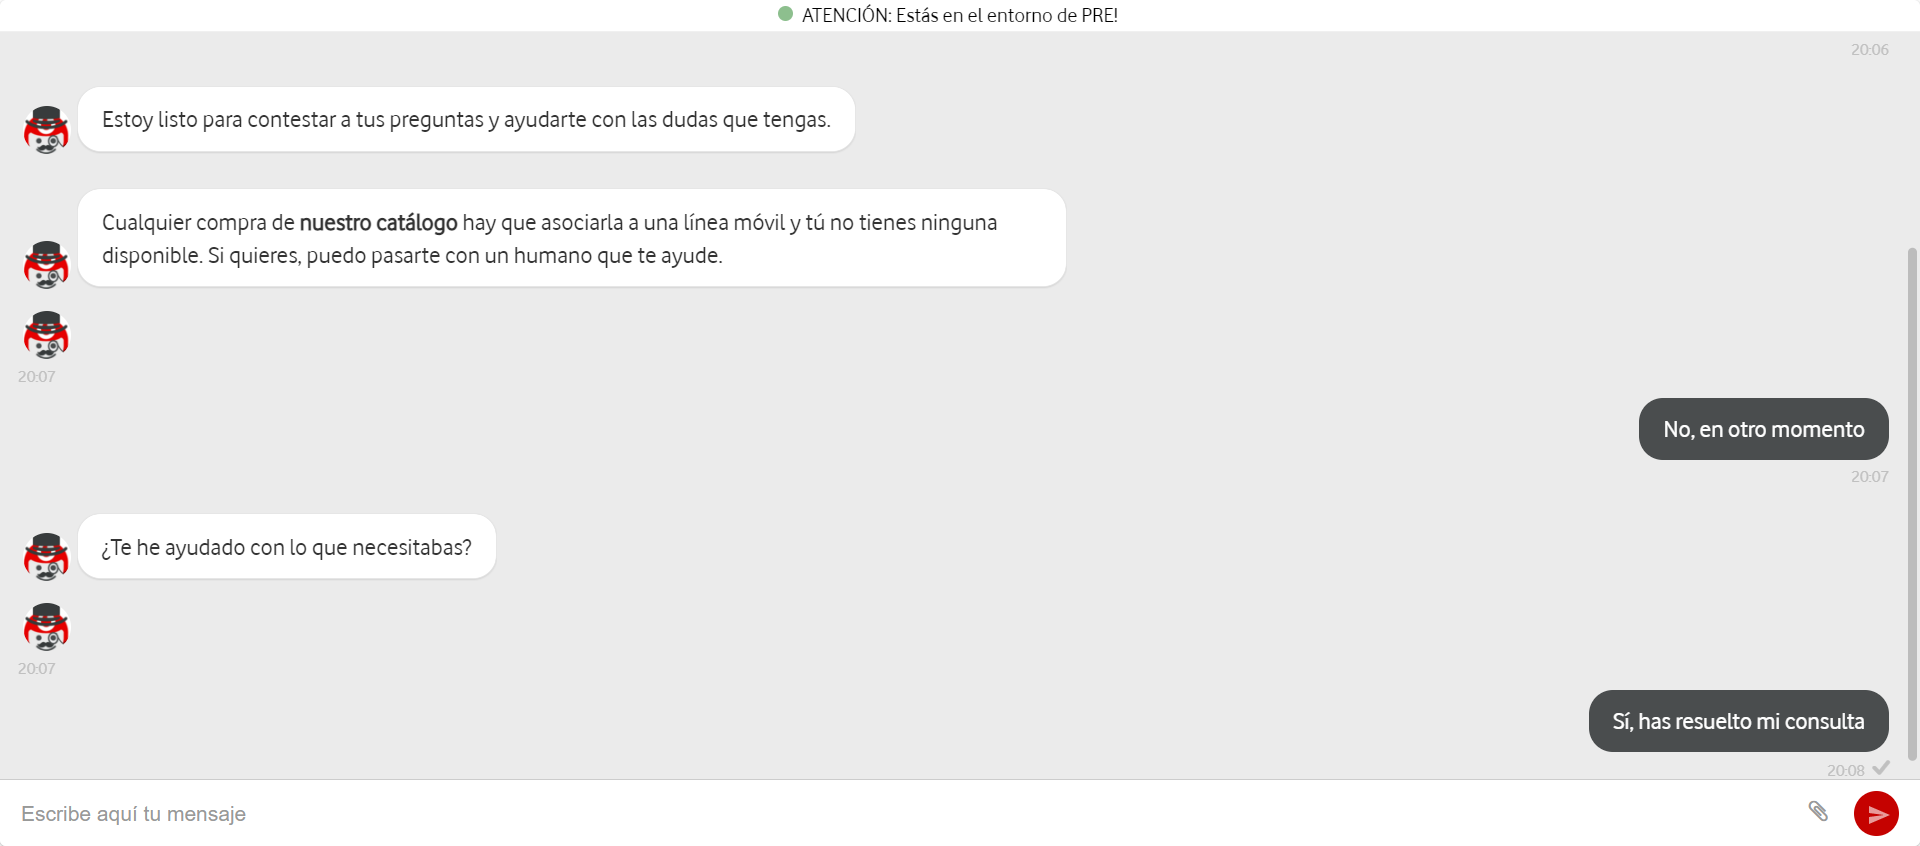 ATENCIÓN: Estás en el entorno de PRE!
20:06
Estoy listo para contestar a tus preguntas y ayudarte con las dudas que tengas.
Cualquier compra de nuestro catálogo hay que asociarla a una línea móvil y tú no tienes ninguna
disponible. Si quieres, puedo pasarte con un humano que te ayude.
20:07
No, en otro momento
20:07
¿Te he ayudado con lo que necesitabas?
20:07
Sí, has resuelto mi consulta
20:08
Escribe aquí tu mensaje